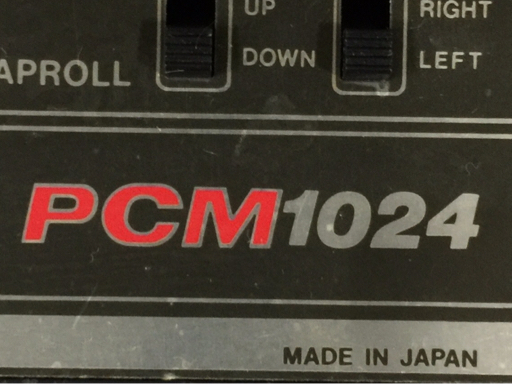 UP RIGHT
APROLL DOWN LEFT
PCM1024
MADE IN JAPAN